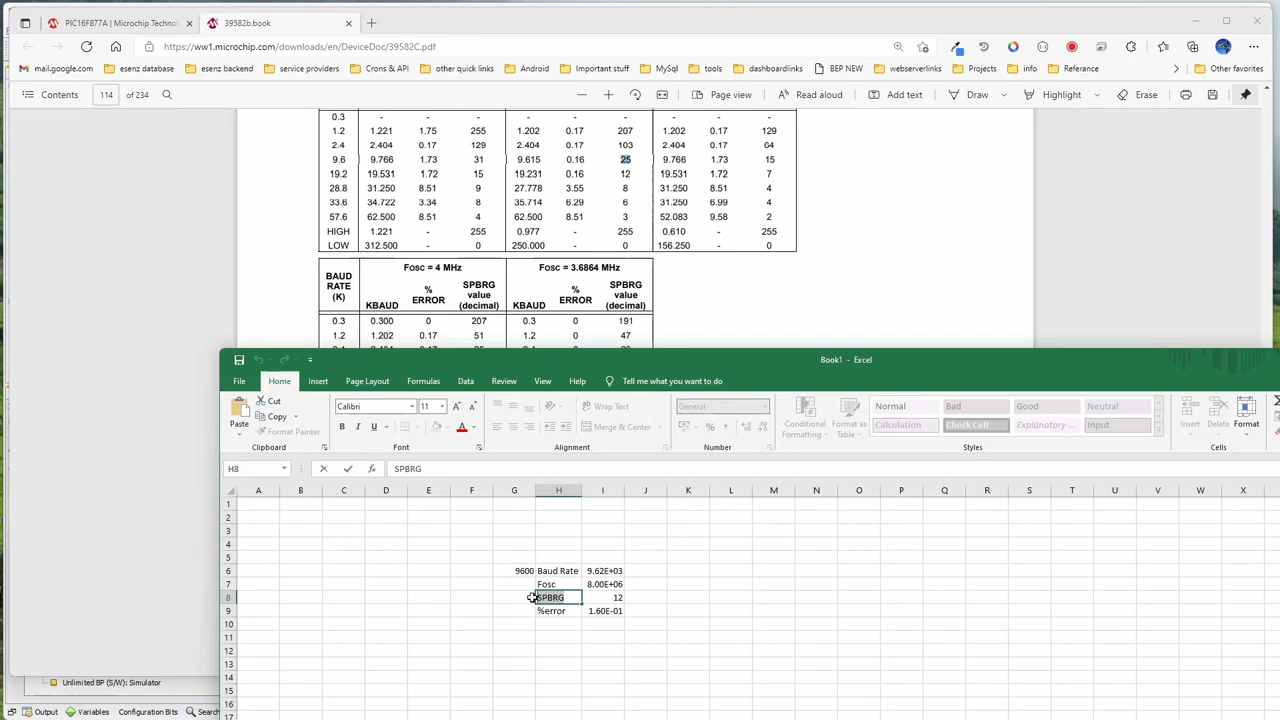 PIC16F877A | Microchip Technol
39582b.book
https://ww1.microchip.com/downloads/en/DeviceDoc/39582C.pdf
mail.google.com esenz database esenz backend service providers Crons & API other quick links Android Important stuff MySql tools dashboardlinks BEP NEW webserverlinks Projects info Reference Other favorites
Contents 114 of 234 Page view Read aloud Add text Draw Highlight Erase
0.3 - - - - - - - - -
1.2 1.221 1.75 255 1.202 0.17 207 1.202 0.17 129
2.4 2.404 0.17 129 2.404 0.17 103 2.404 0.17 64
9.6 9.766 1.73 31 9.615 0.16 25 9.766 1.73 15
19.2 19.531 1.72 15 19.231 0.16 12 19.531 1.72 7
28.8 31.250 8.51 9 27.778 3.55 8 31.250 8.51 4
33.6 34.722 3.34 8 35.714 6.29 6 31.250 6.99 4
57.6 62.500 8.51 4 62.500 8.51 3 52.083 9.58 2
HIGH 1.221 - 255 0.977 - 255 0.610 - 255
LOW 312.500 - 0 250.000 - 0 156.250 - 0
BAUD RATE (K) Fosc = 4 MHz Fosc = 3.6864 MHz
KBAUD % ERROR SPBRG value (decimal) KBAUD % ERROR SPBRG value (decimal)
0.3 0.300 0 207 0.3 0 191
1.2 1.202 0.17 51 1.2 0 47
Book1 - Excel
File Home Insert Page Layout Formulas Data Review View Help Tell me what you want to do
Paste Cut Copy Format Painter
Clipboard
Calibri 11
Font
Wrap Text
Merge & Center
Alignment
General
Number
Conditional Formatting Format as Table
Normal Bad Good Neutral
Calculation Check Cell Explanatory ... Input
Styles
Insert Delete Format
Cells
H8 SPBRG
A B C D E F G H I J K L M N O P Q R S T U V W X
1
2
3
4
5
6 9600 Baud Rate 9.62E+03
7 Fosc 8.00E+06
8 SPBRG 12
9 %error 1.60E-01
10
11
12
13
14
15
16
17
Unlimited BP (S/W): Simulator
Output Variables Configuration Bits Search